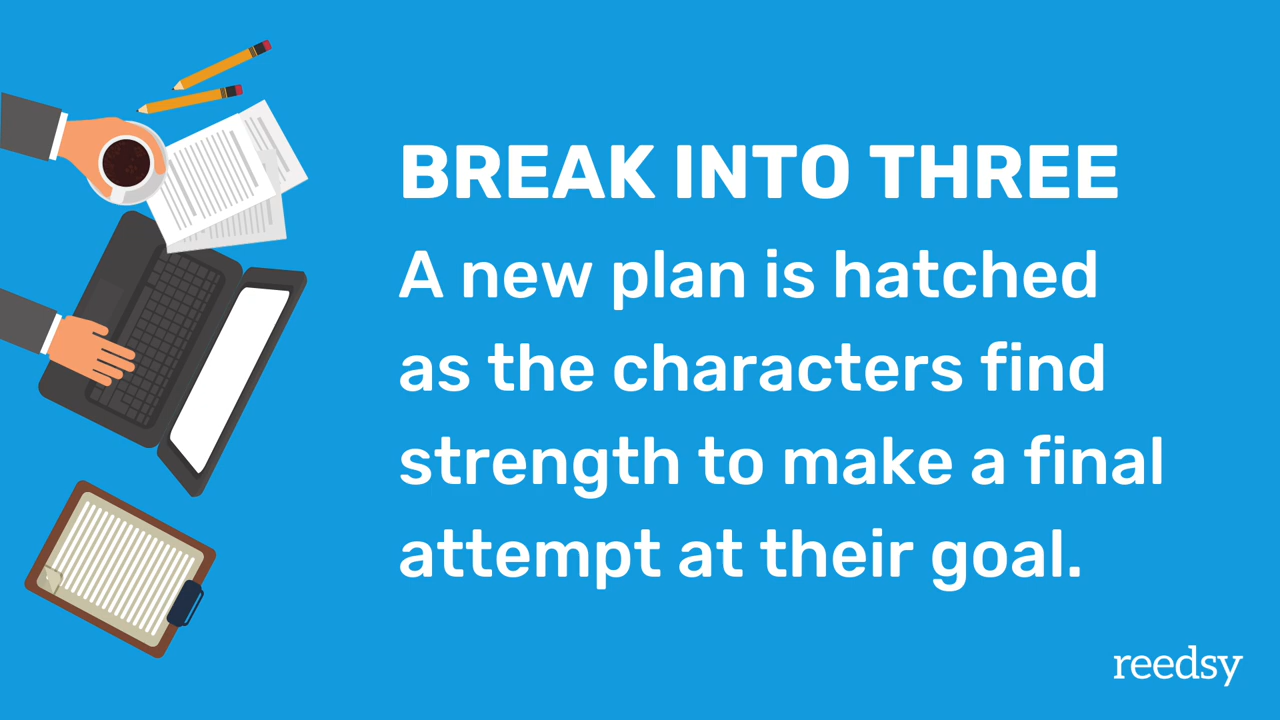 BREAK INTO THREE
A new plan is hatched
as the characters find
strength to make a final
attempt at their goal.
reedsy